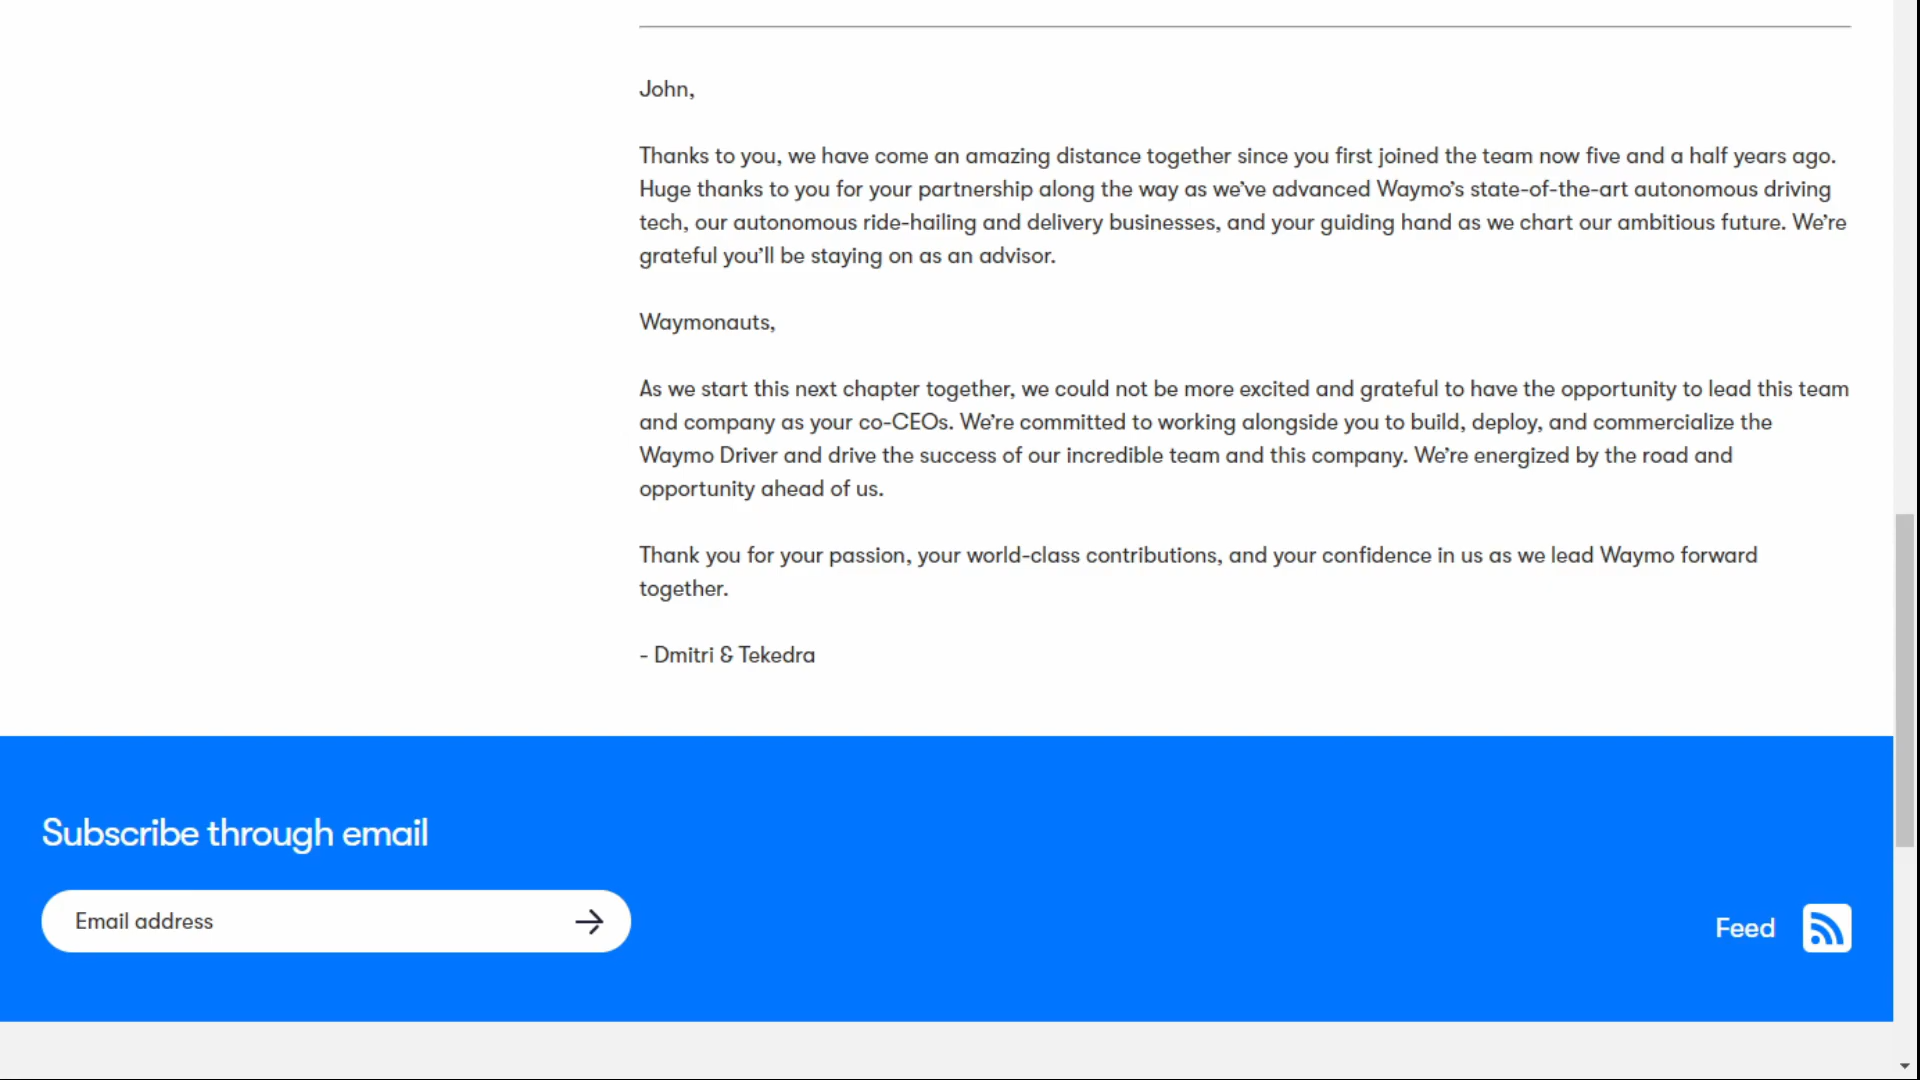 John,
Thanks to you, we have come an amazing distance together since you first joined the team now five and a half years ago.
Huge thanks to you for your partnership along the way as we’ve advanced Waymo’s state-of-the-art autonomous driving
tech, our autonomous ride-hailing and delivery businesses, and your guiding hand as we chart our ambitious future. We’re
grateful you’ll be staying on as an advisor.
Waymonauts,
As we start this next chapter together, we could not be more excited and grateful to have the opportunity to lead this team
and company as your co-CEOs. We’re committed to working alongside you to build, deploy, and commercialize the
Waymo Driver and drive the success of our incredible team and this company. We’re energized by the road and
opportunity ahead of us.
Thank you for your passion, your world-class contributions, and your confidence in us as we lead Waymo forward
together.
- Dmitri & Tekedra
Subscribe through email
Email address
Feed